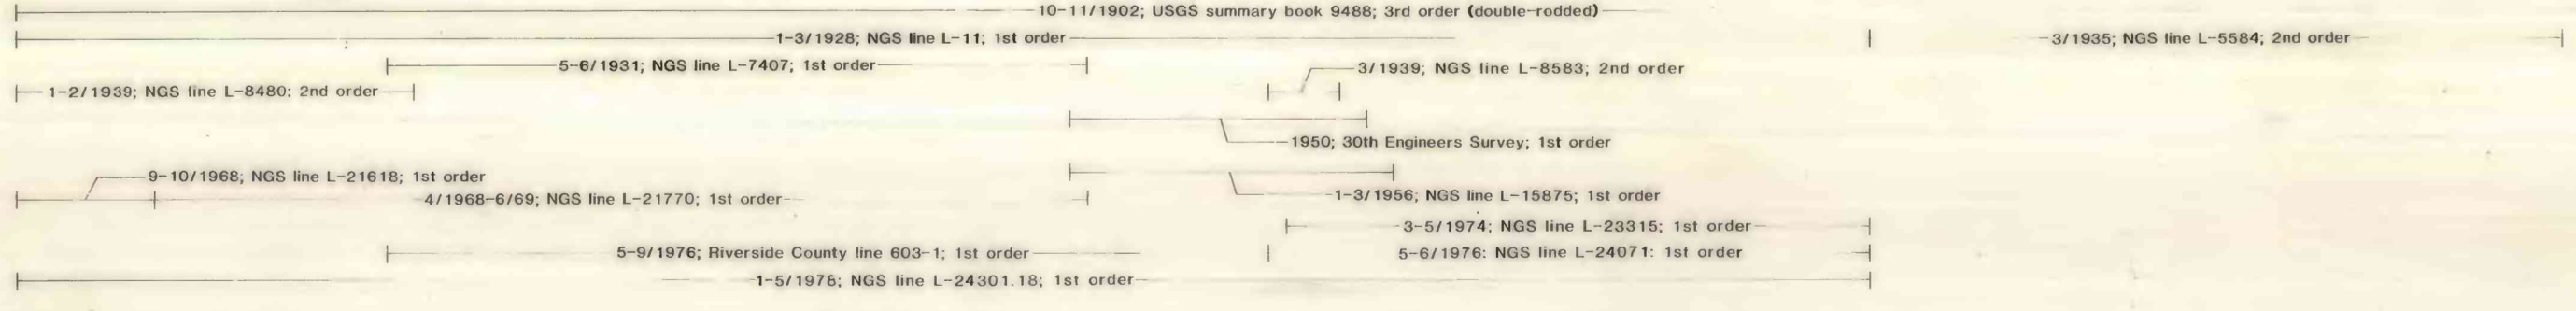 10-11/1902; USGS summary book 9488; 3rd order (double-rodded)
1-3/1928; NGS line L-11; 1st order
3/1935; NGS line L-5584; 2nd order
5-6/1931; NGS line L-7407; 1st order
3/1939; NGS line L-8583; 2nd order
1-2/1939; NGS line L-8480; 2nd order
1950; 30th Engineers Survey; 1st order
9-10/1968; NGS line L-21618; 1st order
4/1968-6/69; NGS line L-21770; 1st order
1-3/1956; NGS line L-15875; 1st order
3-5/1974; NGS line L-23315; 1st order
5-9/1976; Riverside County line 603-1; 1st order
5-6/1976: NGS line L-24071: 1st order
1-5/1978; NGS line L-24301.18; 1st order